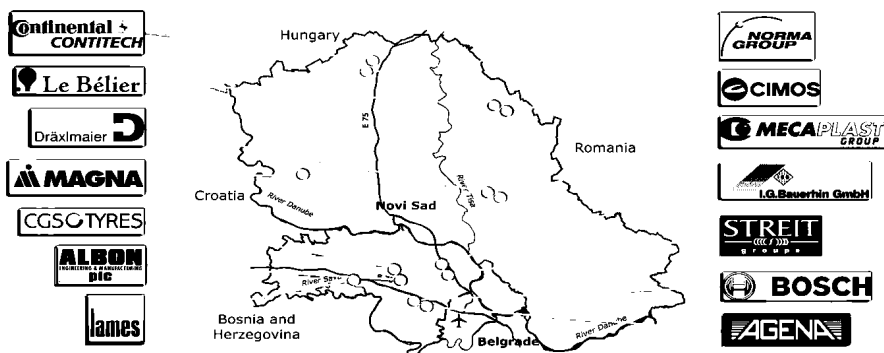 Continental
CONTITECH
Le Bélier
Dräxlmaier
MAGNA
CGS TYRES
ALBON
ENGINEERING & MANUFACTURING
plc
lames
Hungary
E 75
River Tisa
Romania
Croatia
River Danube
Novi Sad
River Sava
Bosnia and
Herzegovina
Belgrade
River Danube
NORMA
GROUP
CIMOS
MECAPLAST
GROUP
I.G.Bauerhin GmbH
STREIT
groupe
BOSCH
AGENA